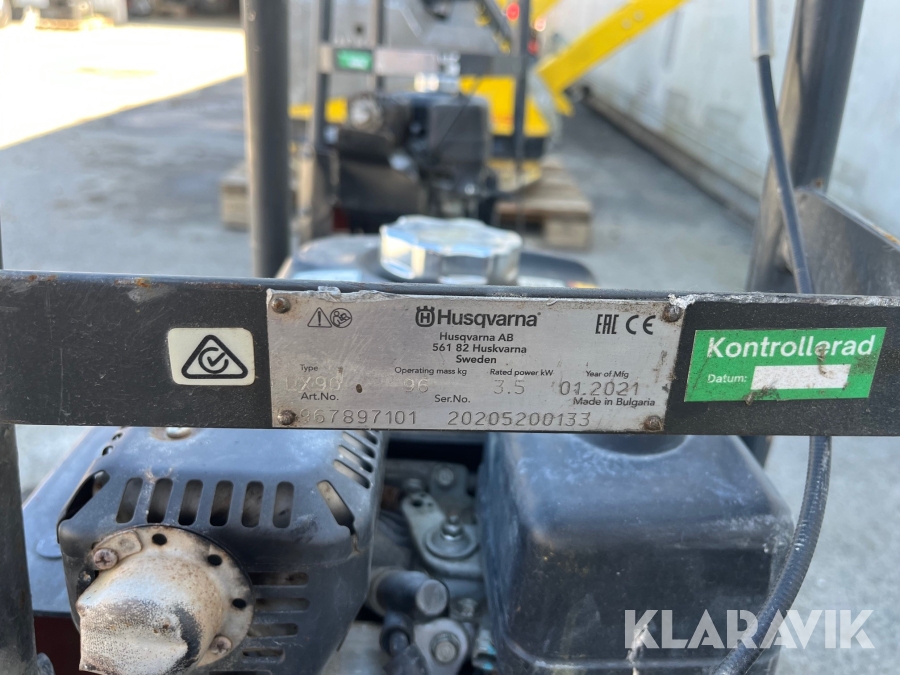 Husqvarna
Husqvarna AB
561 82 Huskvarna
Sweden
EAC CE
Type
Operating mass kg
Rated power kW
Year of Mfg
96
3.5
01.2021
Art.No.
Ser.No.
Made in Bulgaria
967897101
20205200133
Kontrollerad
Datum:
KLARAVIK